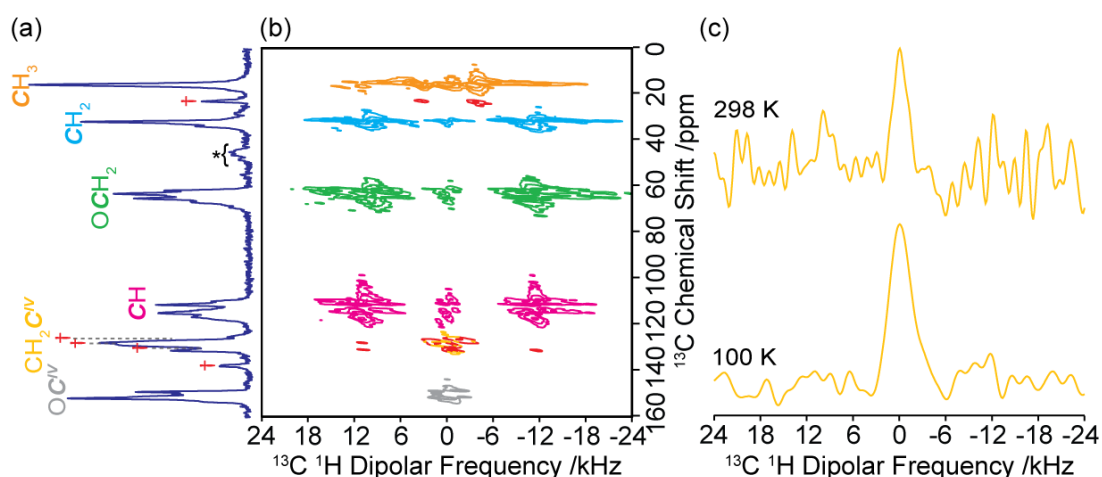 (a)
(b)
(c)
CH₃
†
CH₂
*{
OCH₂
CH
CH₂Cᴵⱽ
†
†
†
†
OCᴵⱽ
24
24 18 12 6 0 -6 -12 -18 -24
¹³C ¹H Dipolar Frequency /kHz
0
20
40
60
80
100
120
140
160
¹³C Chemical Shift /ppm
298 K
100 K
24 18 12 6 0 -6 -12 -18 -24
¹³C ¹H Dipolar Frequency /kHz